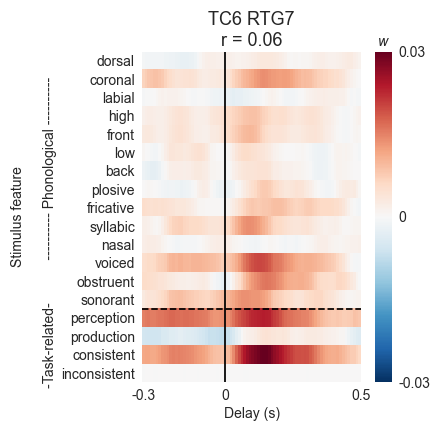 TC6 RTG7
r = 0.06
w
dorsal
coronal
labial
high
front
low
back
plosive
fricative
syllabic
nasal
voiced
obstruent
sonorant
perception
production
consistent
inconsistent
Stimulus feature
-Task-related- ---------- Phonological ----------
0.03
0
-0.03
-0.3 0 0.5
Delay (s)